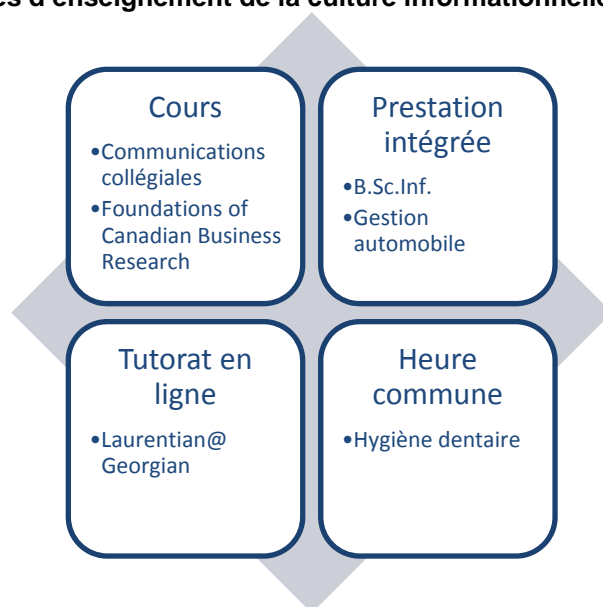 d'enseignement de la culture informationnelle
Cours
•Communications
collégiales
•Foundations of
Canadian Business
Research
Prestation
intégrée
•B.Sc.Inf.
•Gestion
automobile
Tutorat en
ligne
•Laurentian@
Georgian
Heure
commune
•Hygiène dentaire